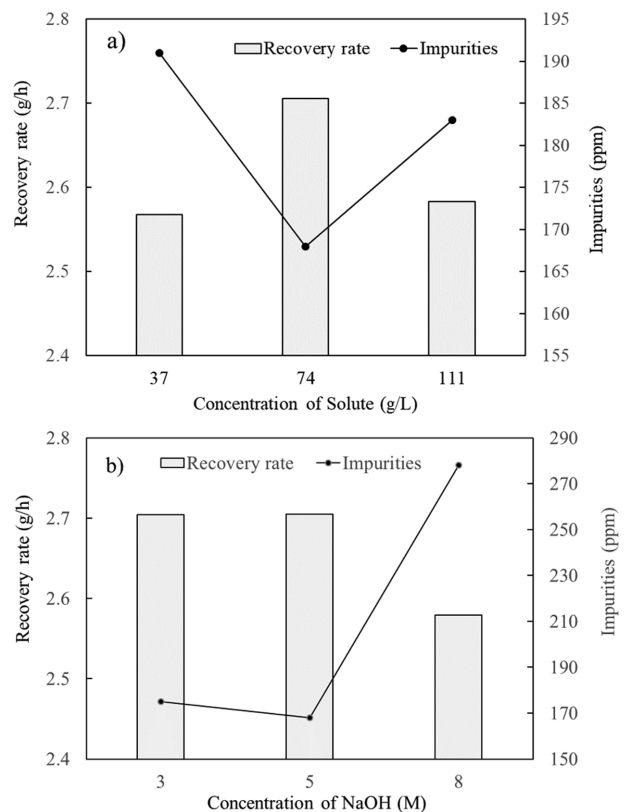 a)
Recovery rate
Impurities
Recovery rate (g/h)
2.8
2.7
2.6
2.5
2.4
Impurities (ppm)
195
190
185
180
175
170
165
160
155
37 74 111
Concentration of Solute (g/L)
b)
Recovery rate
Impurities
Recovery rate (g/h)
2.8
2.7
2.6
2.5
2.4
Impurities (ppm)
290
270
250
230
210
190
170
150
3 5 8
Concentration of NaOH (M)